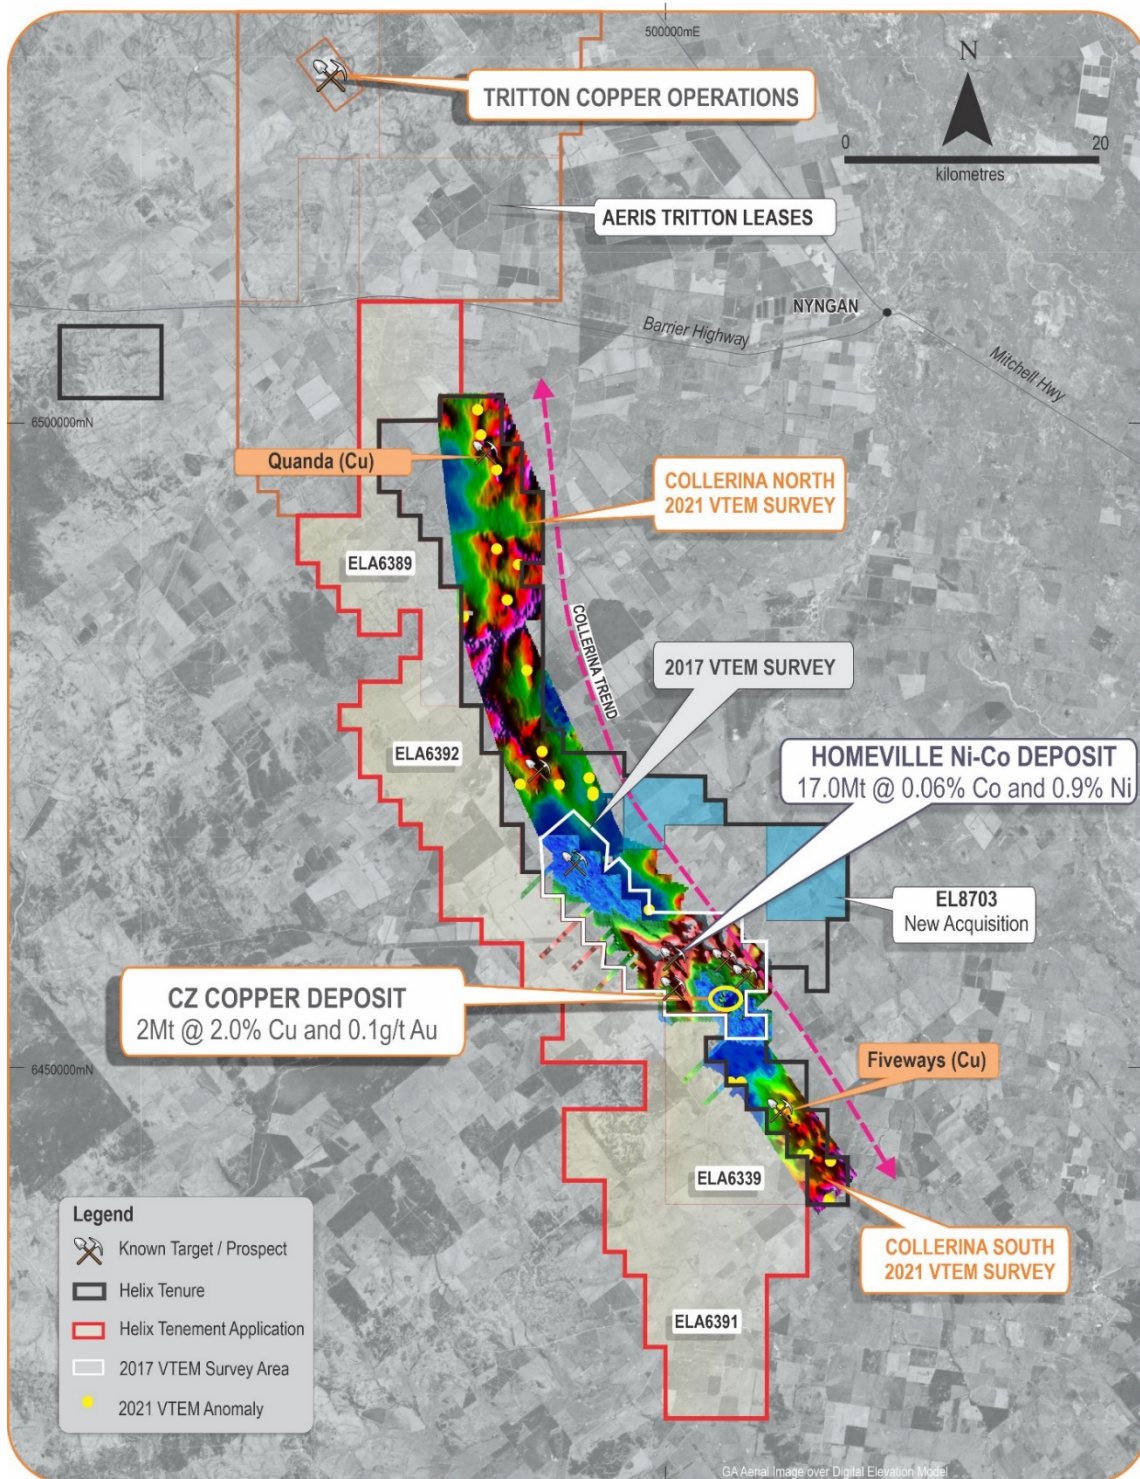 500000mE
N
TRITTON COPPER OPERATIONS
0
20
kilometres
AERIS TRITTON LEASES
NYNGAN
Barrier Highway
Mitchell Hwy
6500000mN
Quanda (Cu)
COLLERINA NORTH
2021 VTEM SURVEY
ELA6389
COLLERINA TREND
2017 VTEM SURVEY
ELA6392
HOMEVILLE Ni-Co DEPOSIT
17.0Mt @ 0.06% Co and 0.9% Ni
EL8703
New Acquisition
CZ COPPER DEPOSIT
2Mt @ 2.0% Cu and 0.1g/t Au
Fiveways (Cu)
6450000mN
ELA6339
COLLERINA SOUTH
2021 VTEM SURVEY
ELA6391
Legend
Known Target / Prospect
Helix Tenure
Helix Tenement Application
2017 VTEM Survey Area
2021 VTEM Anomaly
GA Aerial Image over Digital Elevation Model